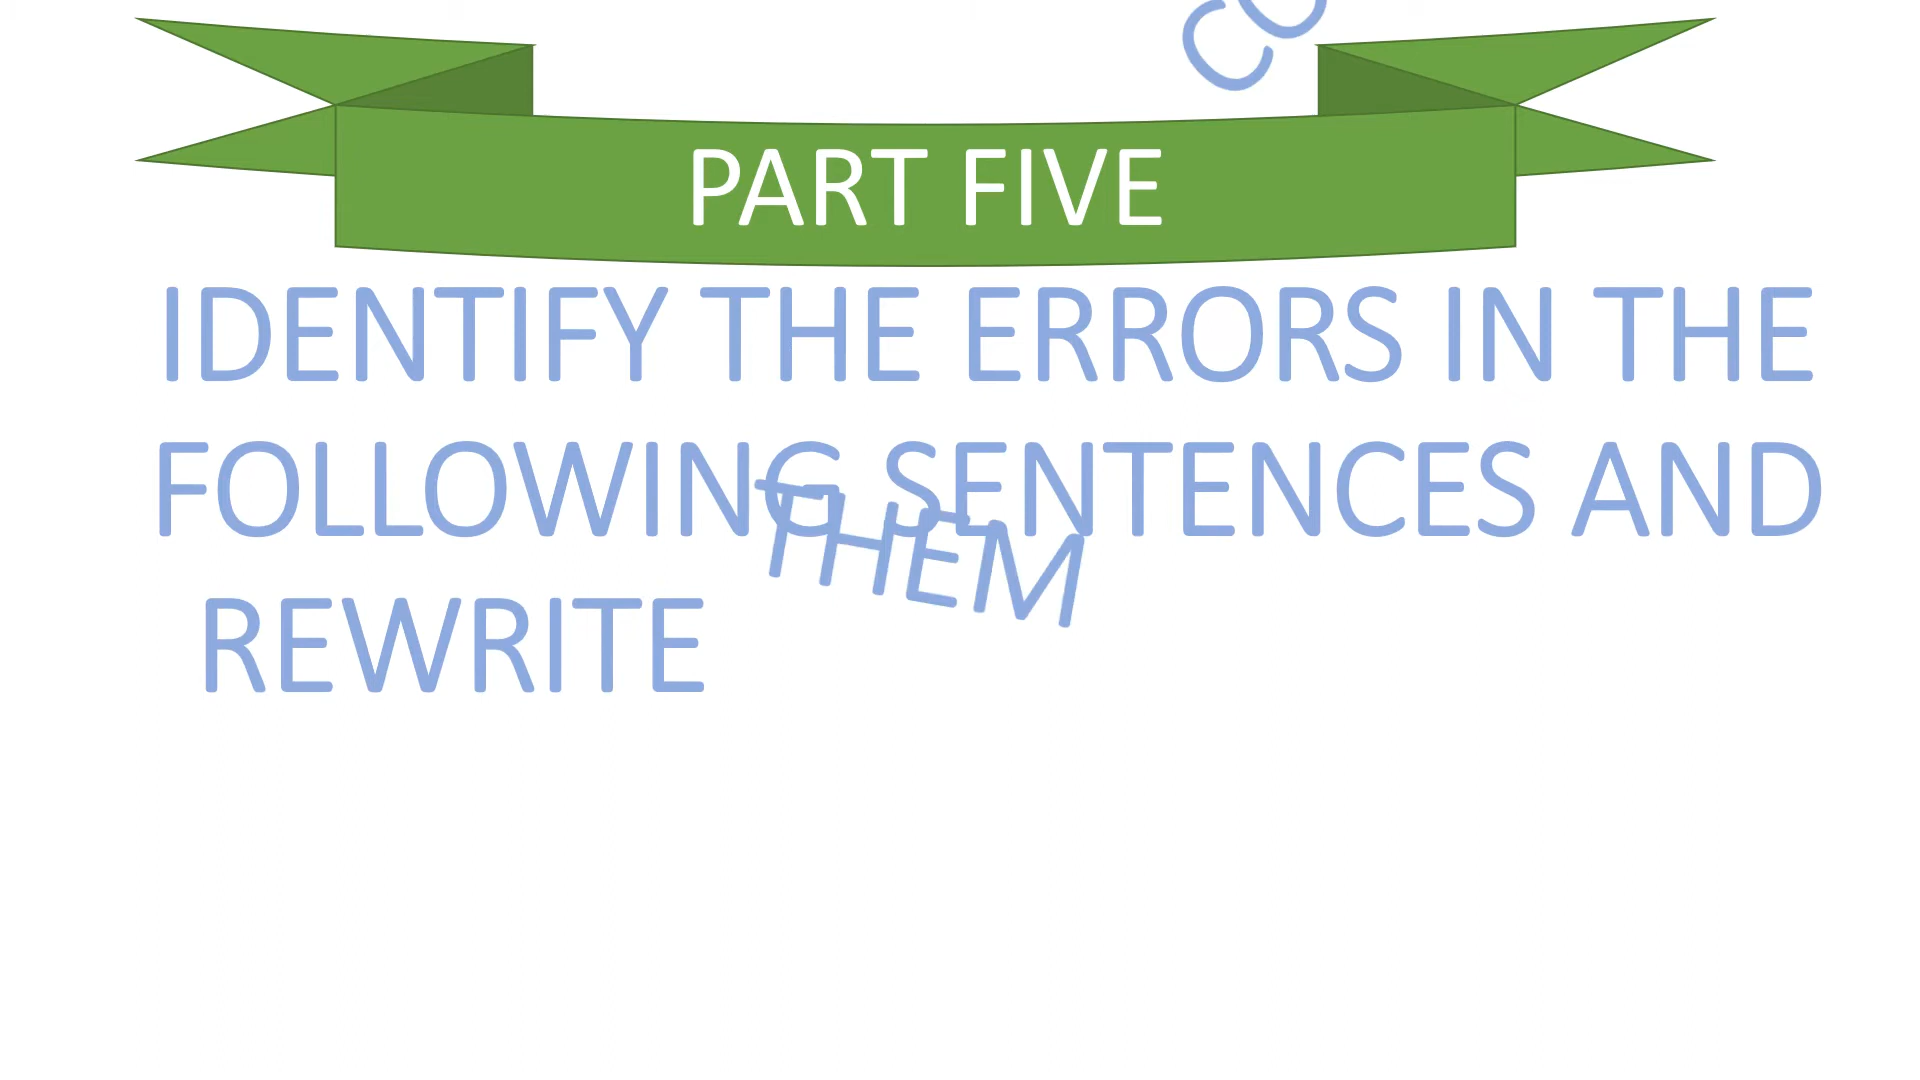 PART FIVE
IDENTIFY THE ERRORS IN THE
FOLLOWING SENTENCES AND
REWRITE THEM